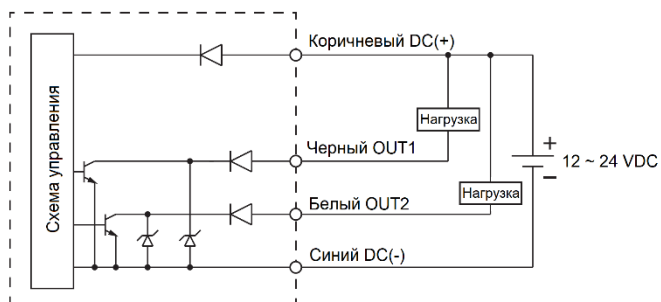 Схема управления
Коричневый DC(+)
Нагрузка
Черный OUT1
+
12 ~ 24 VDC
−
Нагрузка
Белый OUT2
Синий DC(-)